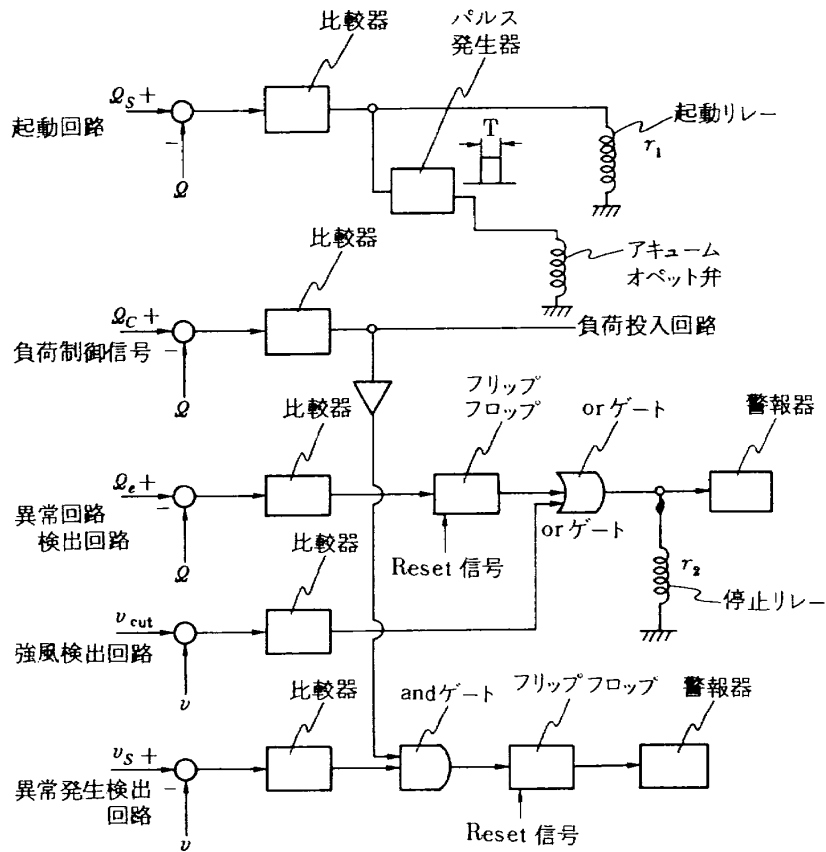 比較器
パルス
発生器
Ω_S +
起動回路
−
Ω
T
起動リレー
r_1
アキューム
オペット弁
比較器
Ω_C +
負荷制御信号
−
Ω
負荷投入回路
比較器
フリップ
フロップ
orゲート
警報器
Ω_e +
−
異常回路
検出回路
Ω
Reset 信号
orゲート
r_2
停止リレー
比較器
v_cut
強風検出回路
v
比較器
andゲート
フリップフロップ
警報器
v_S +
異常発生検出
−
回路
v
Reset 信号